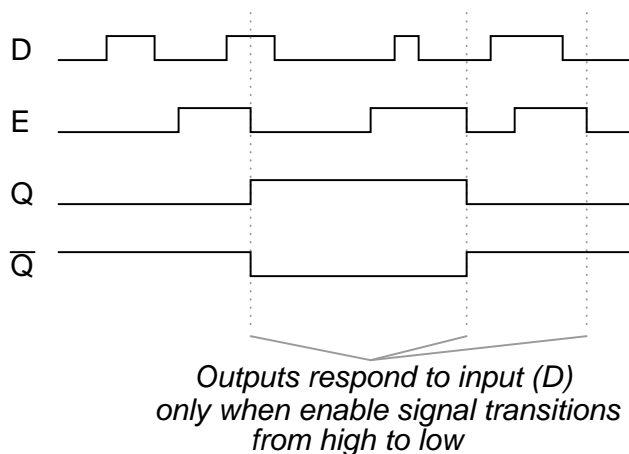 D
E
Q
Q̅
Outputs respond to input (D)
only when enable signal transitions
from high to low